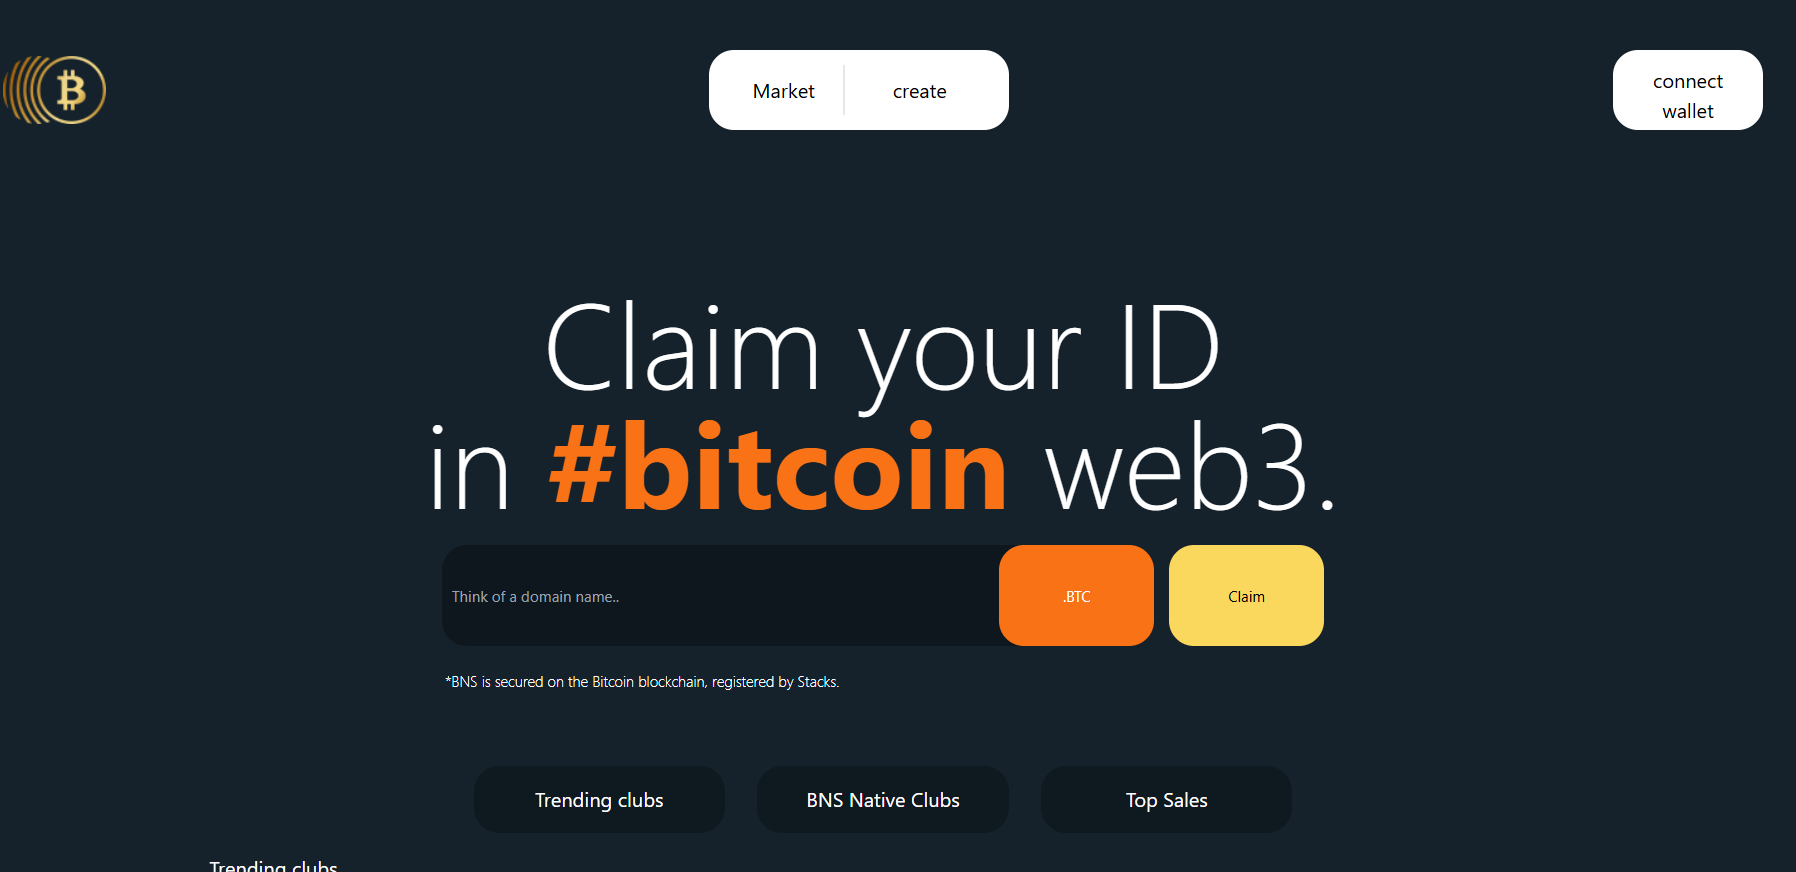 Market
create
connect
wallet
Claim your ID
in #bitcoin web3.
Think of a domain name..
.BTC
Claim
*BNS is secured on the Bitcoin blockchain, registered by Stacks.
Trending clubs
BNS Native Clubs
Top Sales
Trending clubs